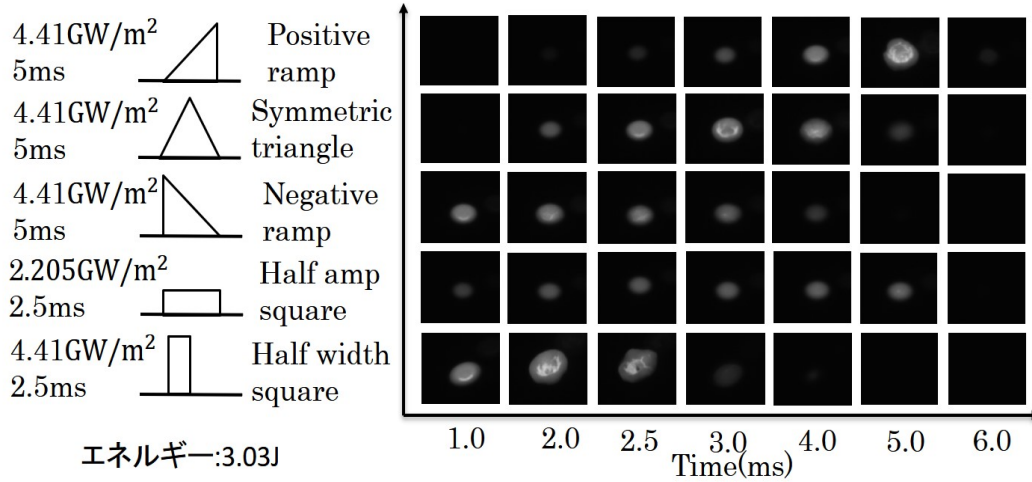 4.41GW/m²
5ms
Positive
ramp
4.41GW/m²
5ms
Symmetric
triangle
4.41GW/m²
5ms
Negative
ramp
2.205GW/m²
2.5ms
Half amp
square
4.41GW/m²
2.5ms
Half width
square
エネルギー:3.03J
1.0 2.0 2.5 3.0 4.0 5.0 6.0
Time(ms)